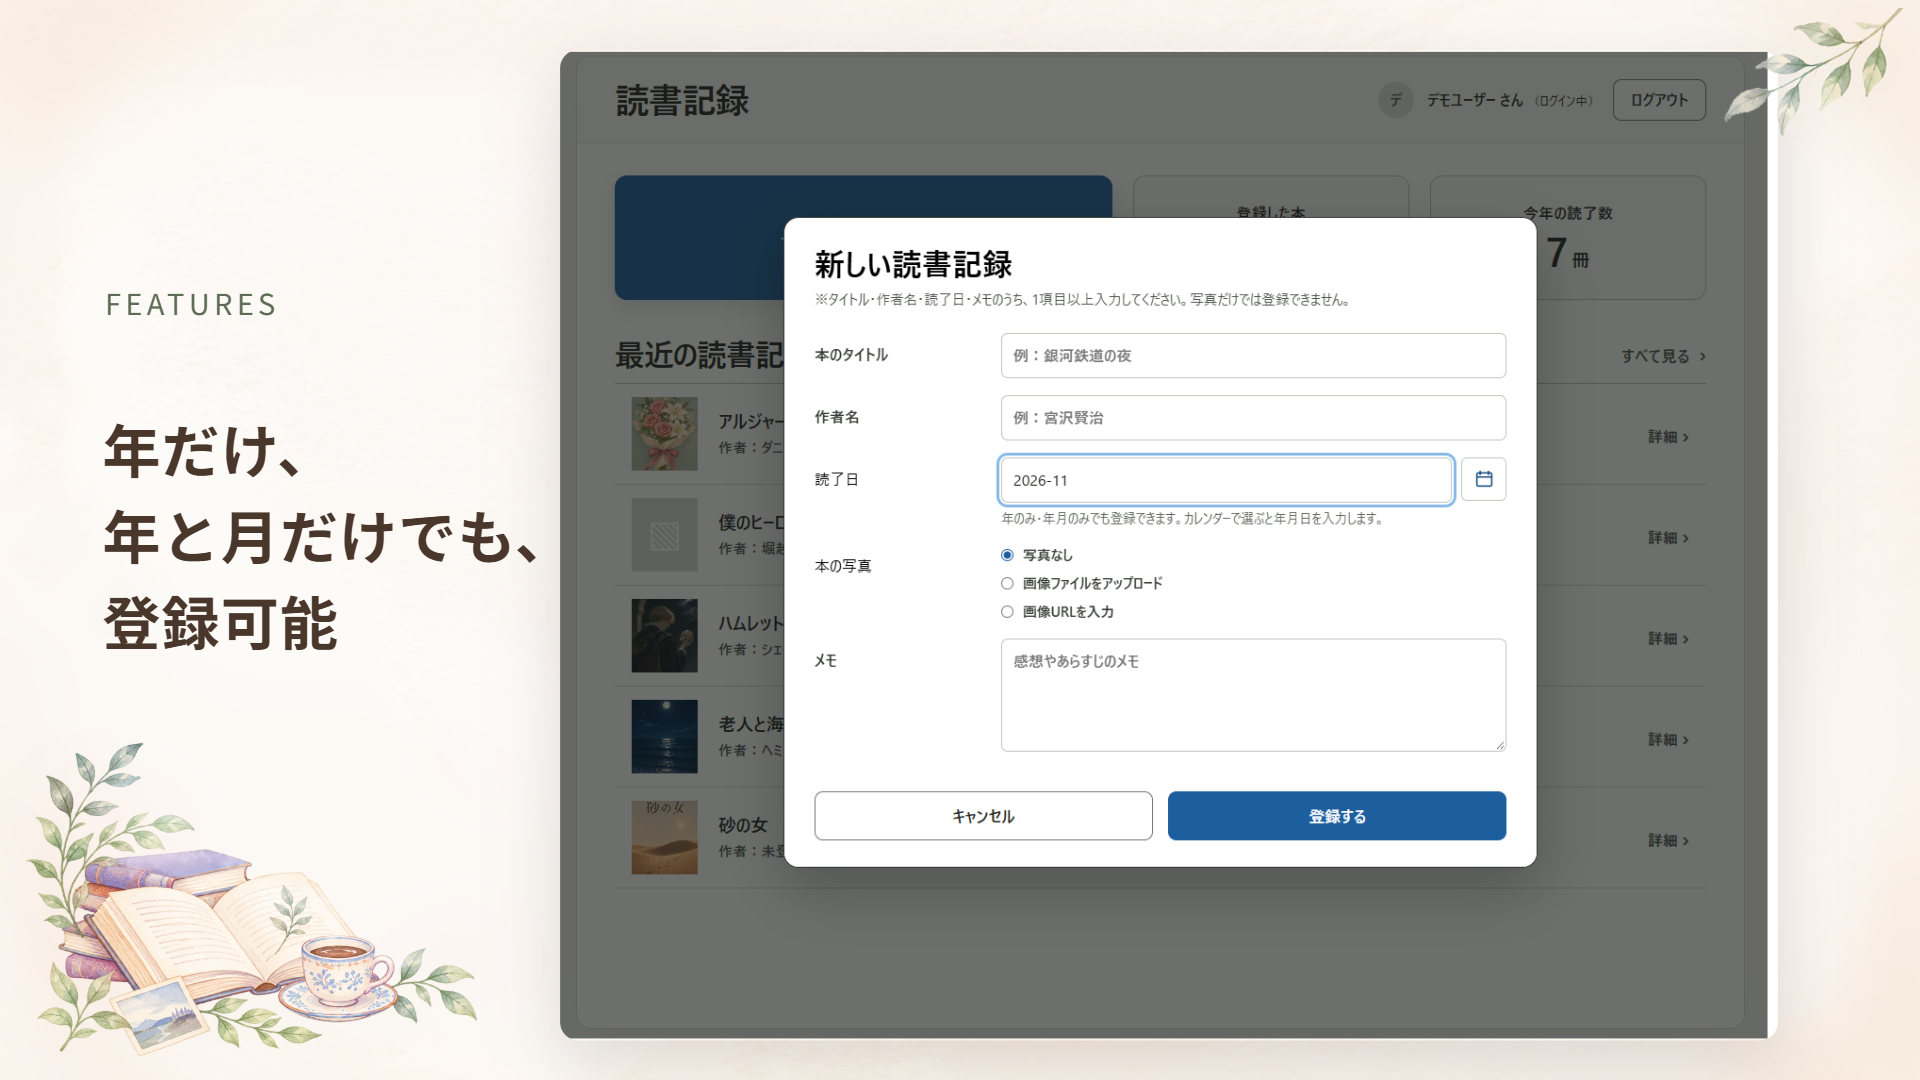 FEATURES
年だけ、
年と月だけでも、
登録可能
読書記録
デ
デモユーザー さん
（ログイン中）
ログアウト
登録した本
今年の読了数
7 冊
最近の読書記
すべて見る ›
アルジャー
作者：ダニ
詳細 ›
僕のヒーロ
作者：堀越
詳細 ›
ハムレット
作者：シェ
詳細 ›
老人と海
作者：ヘミ
詳細 ›
砂の女
砂の女
作者：未登
詳細 ›
新しい読書記録
※タイトル・作者名・読了日・メモのうち、1項目以上入力してください。写真だけでは登録できません。
本のタイトル
例：銀河鉄道の夜
作者名
例：宮沢賢治
読了日
2026-11
年のみ・年月のみでも登録できます。カレンダーで選ぶと年月日を入力します。
本の写真
写真なし
画像ファイルをアップロード
画像URLを入力
メモ
感想やあらすじのメモ
キャンセル
登録する